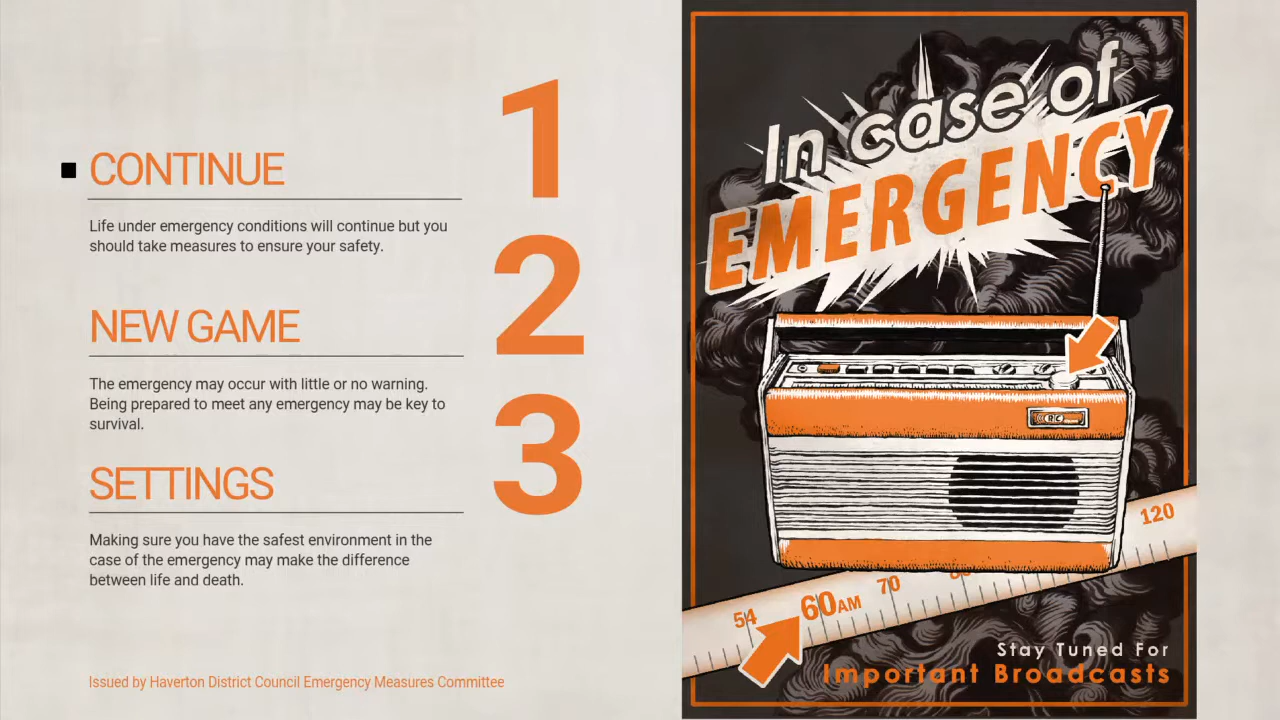 CONTINUE
Life under emergency conditions will continue but you
should take measures to ensure your safety.
1
NEW GAME
The emergency may occur with little or no warning.
Being prepared to meet any emergency may be key to
survival.
2
SETTINGS
Making sure you have the safest environment in the
case of the emergency may make the difference
between life and death.
3
Issued by Haverton District Council Emergency Measures Committee
In case of
EMERGENCY
120
70
60AM
54
Stay Tuned For
Important Broadcasts